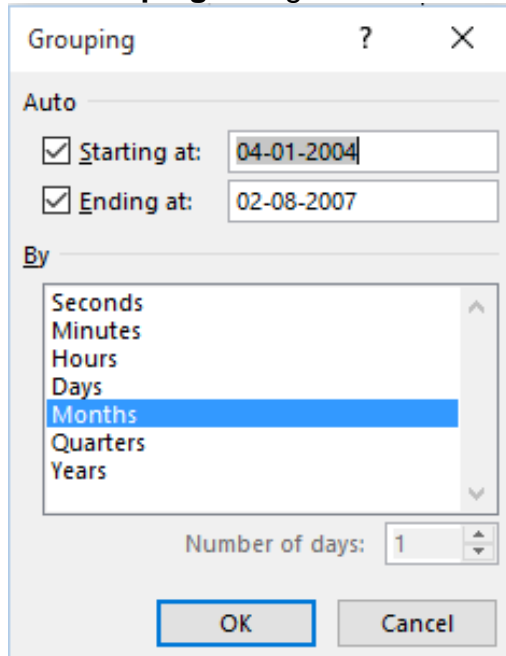 Grouping ? ×
Auto
Starting at: 04-01-2004
Ending at: 02-08-2007
By
Seconds
Minutes
Hours
Days
Months
Quarters
Years
Number of days: 1
OK Cancel